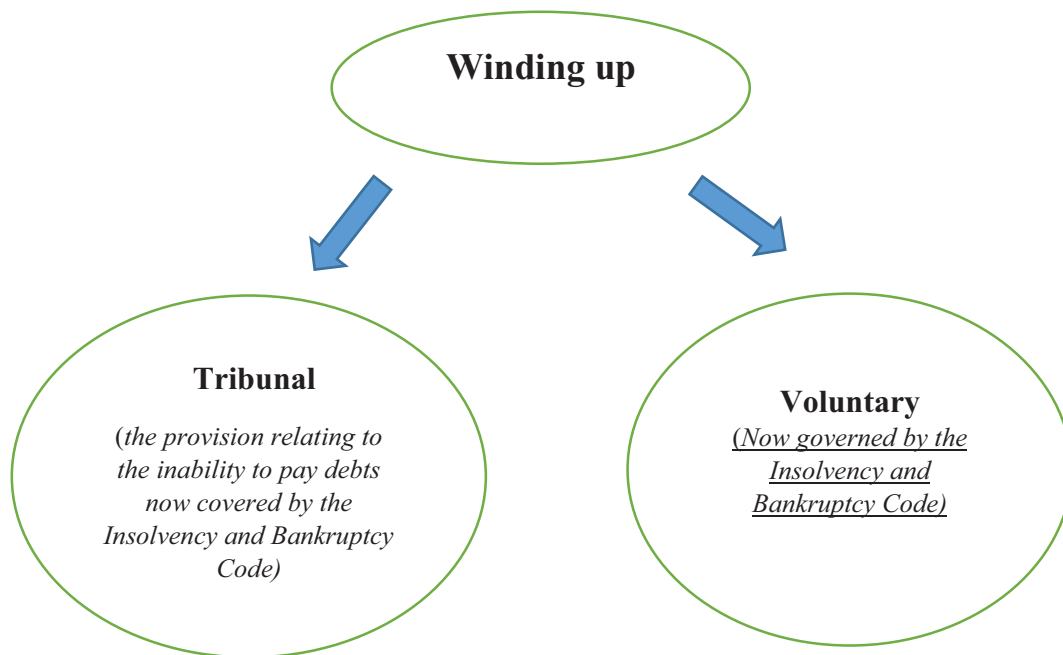 Winding up
Tribunal
(the provision relating to
the inability to pay debts
now covered by the
Insolvency and Bankruptcy
Code)
Voluntary
(Now governed by the
Insolvency and
Bankruptcy Code)